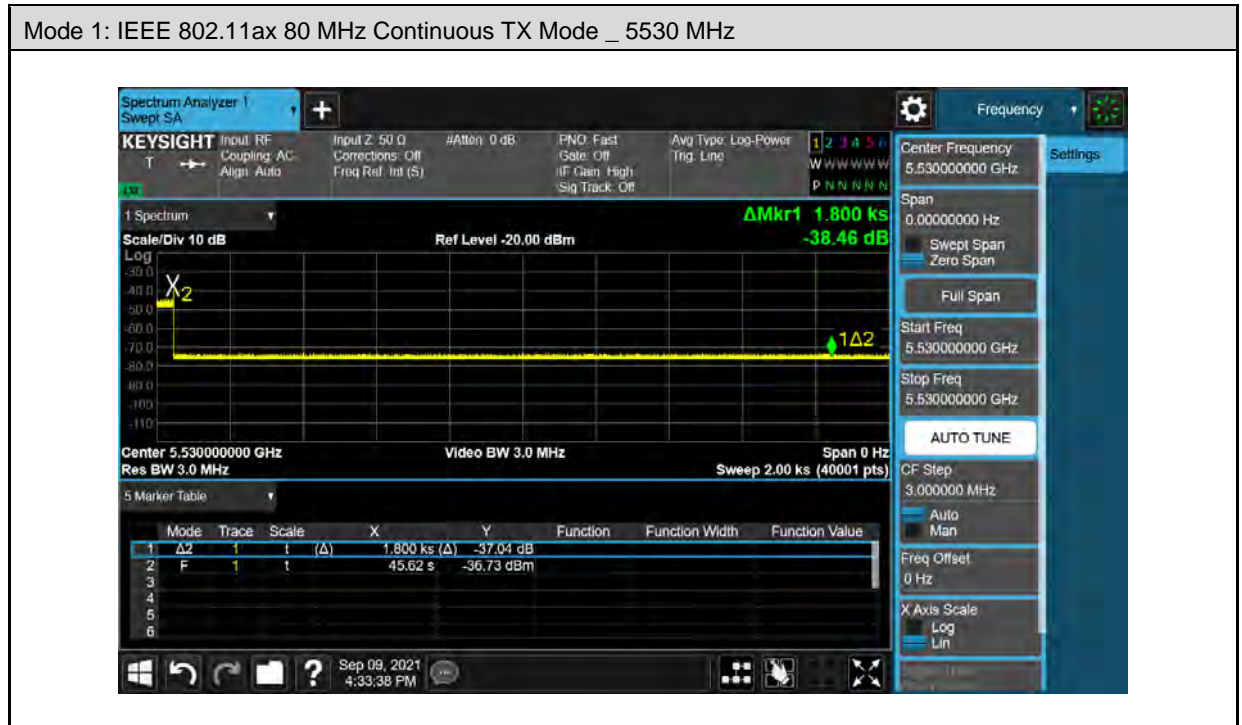 Mode 1: IEEE 802.11ax 80 MHz Continuous TX Mode _ 5530 MHz
Spectrum Analyzer 1
Swept SA
+
Frequency
KEYSIGHT
T
Input: RF
Coupling: AC
Align: Auto
Input Z: 50 Ω
Corrections: Off
Freq Ref: Int (S)
#Atten: 0 dB
PNO: Fast
Gate: Off
IF Gain: High
Sig Track: Off
Avg Type: Log-Power
Trig: Line
1 2 3 4 5 6
W W W W W W
P N N N N N
Settings
1 Spectrum
Scale/Div 10 dB
Log
Ref Level -20.00 dBm
ΔMkr1 1.800 ks
-38.46 dB
-30.0
-40.0
-50.0
-60.0
-70.0
-80.0
-90.0
-100
-110
X2
1Δ2
Center 5.530000000 GHz
Res BW 3.0 MHz
Video BW 3.0 MHz
Span 0 Hz
Sweep 2.00 ks (40001 pts)
5 Marker Table
Mode Trace Scale X Y Function Function Width Function Value
1 Δ2 1 t (Δ) 1.800 ks (Δ) -37.04 dB
2 F 1 t 45.62 s -36.73 dBm
3
4
5
6
Center Frequency
5.530000000 GHz
Span
0.00000000 Hz
Swept Span
Zero Span
Full Span
Start Freq
5.530000000 GHz
Stop Freq
5.530000000 GHz
AUTO TUNE
CF Step
3.000000 MHz
Auto
Man
Freq Offset
0 Hz
X Axis Scale
Log
Lin
?
Sep 09, 2021
4:33:38 PM